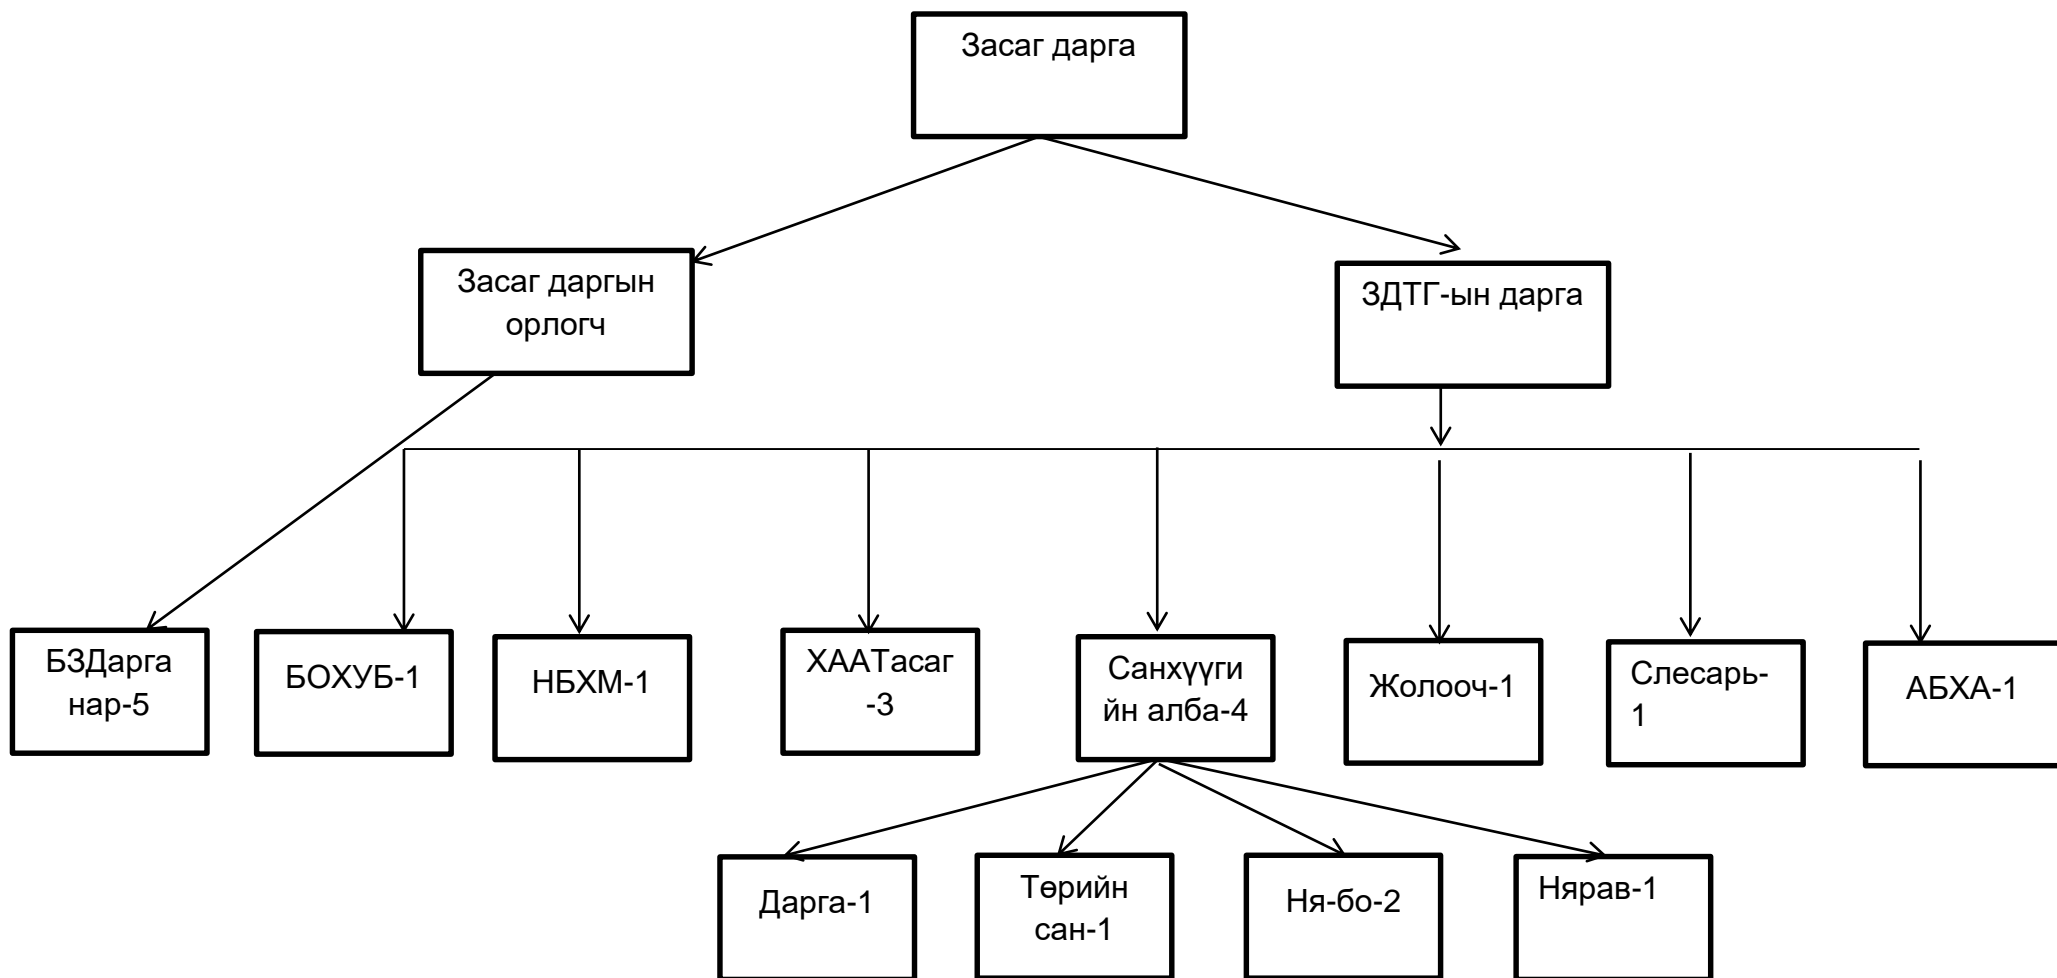 Засаг дарга
Засаг даргын
орлогч
ЗДТГ-ын дарга
БЗДарга
нар-5
БОХУБ-1
НБХМ-1
ХААТасаг
-3
Санхүүги
йн алба-4
Жолооч-1
Слесарь-
1
АБХА-1
Дарга-1
Төрийн
сан-1
Ня-бо-2
Нярав-1